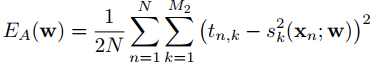 E_A(\mathbf{w}) = \frac{1}{2N} \sum_{n=1}^{N} \sum_{k=1}^{M_2} \left( t_{n,k} - s_k^2(\mathbf{x}_n; \mathbf{w}) \right)^2